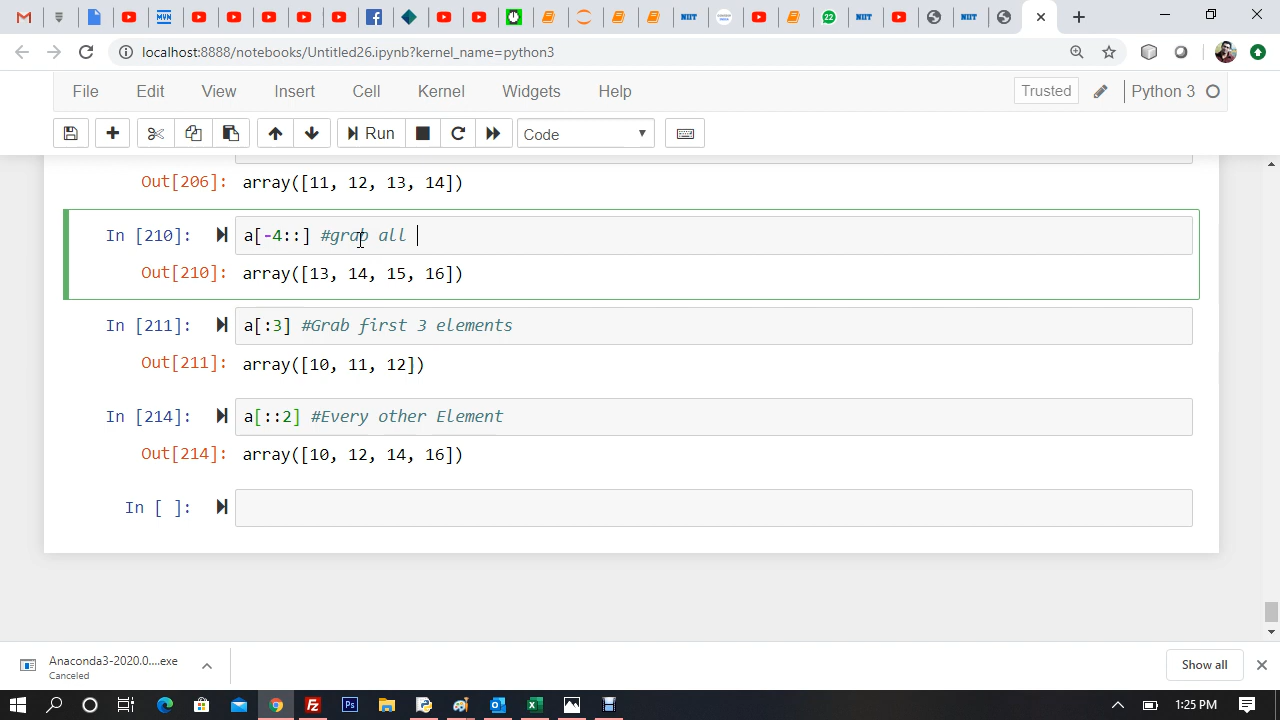 22
localhost:8888/notebooks/Untitled26.ipynb?kernel_name=python3
File Edit View Insert Cell Kernel Widgets Help Trusted Python 3
Run Code
Out[206]: array([11, 12, 13, 14])
In [210]: a[-4::] #grab all
Out[210]: array([13, 14, 15, 16])
In [211]: a[:3] #Grab first 3 elements
Out[211]: array([10, 11, 12])
In [214]: a[::2] #Every other Element
Out[214]: array([10, 12, 14, 16])
In [ ]:
Anaconda3-2020.0....exe
Canceled
Show all
1:25 PM